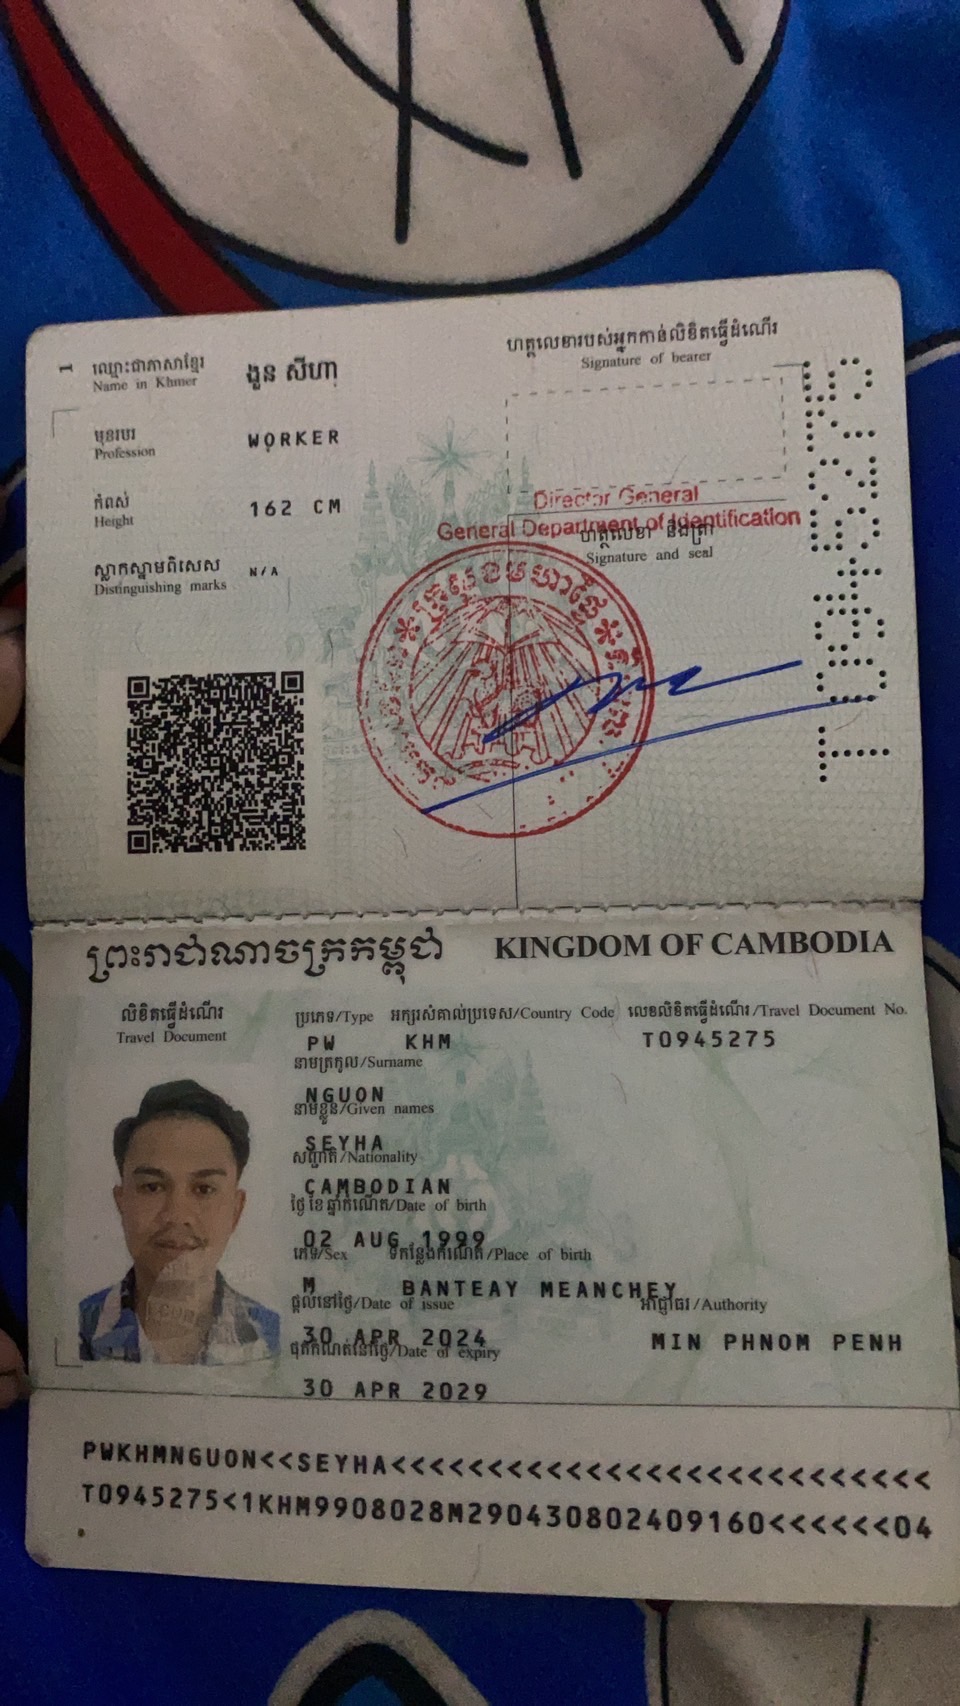 1
ឈ្មោះជាភាសាខ្មែរ ងួន សីហា
Name in Khmer
មុខរបរ WORKER
Profession
កំពស់ 162 CM
Height
ស្លាកស្នាមពិសេស N/A
Distinguishing marks
ហត្ថលេខារបស់អ្នកកាន់លិខិតធ្វើដំណើរ
Signature of bearer
Director General
General Department of Identification
ហត្ថលេខា និងត្រា
Signature and seal
ព្រះរាជាណាចក្រកម្ពុជា KINGDOM OF CAMBODIA
លិខិតធ្វើដំណើរ
Travel Document
ប្រភេទ/Type អក្សរសំគាល់ប្រទេស/Country Code លេខលិខិតធ្វើដំណើរ/Travel Document No.
PW KHM T0945275
នាមត្រកូល/Surname
NGUON
នាមខ្លួន/Given names
SEYHA
សញ្ជាតិ/Nationality
CAMBODIAN
ថ្ងៃ ខែ ឆ្នាំកំណើត/Date of birth
02 AUG 1999
ភេទ/Sex ទីកន្លែងកំណើត/Place of birth
M BANTEAY MEANCHEY
ផ្តល់នៅថ្ងៃ/Date of issue អាជ្ញាធរ/Authority
30 APR 2024 MIN PHNOM PENH
ផុតកំណត់នៅថ្ងៃ/Date of expiry
30 APR 2029
PWKHMNGUON<<SEYHA<<<<<<<<<<<<<<<<<<<<<<<<<<<
T0945275<1KHM9908028M290430802409160<<<<<<04